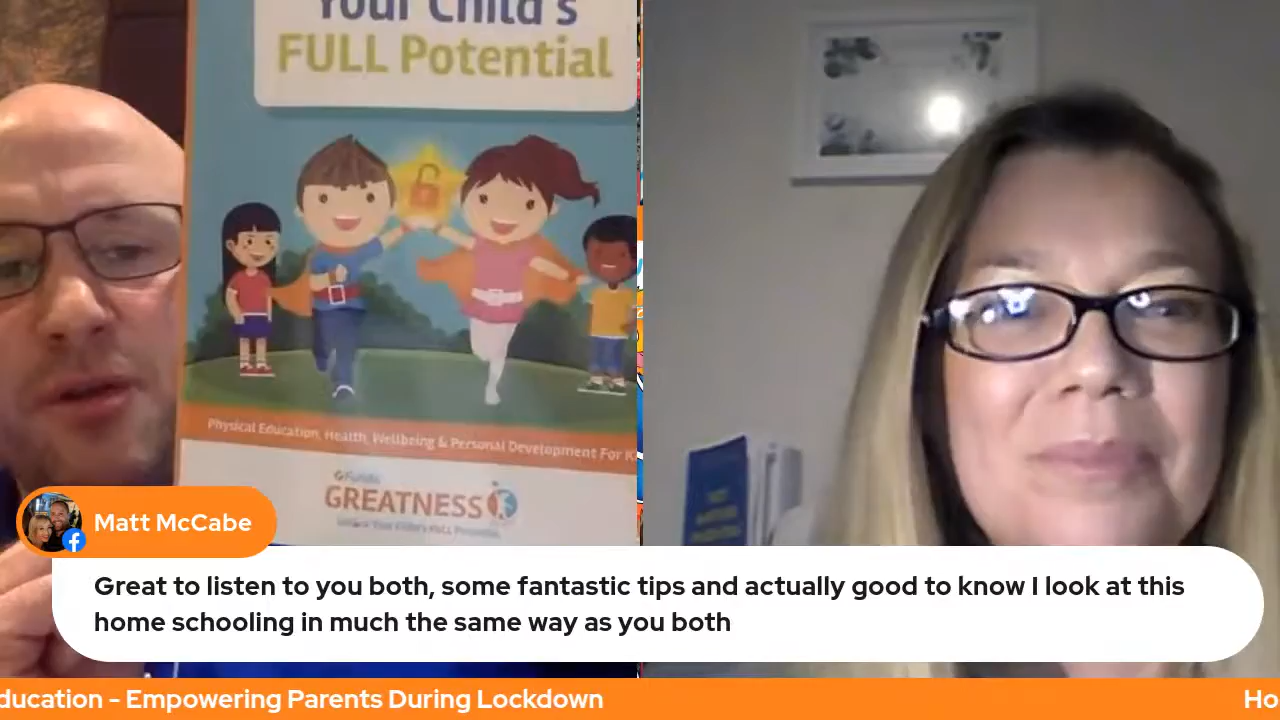 Your Child's
FULL Potential
Physical Education, Health, Wellbeing & Personal Development For
GREATNESS
Matt McCabe
Great to listen to you both, some fantastic tips and actually good to know I look at this
home schooling in much the same way as you both
ducation - Empowering Parents During Lockdown
Ho